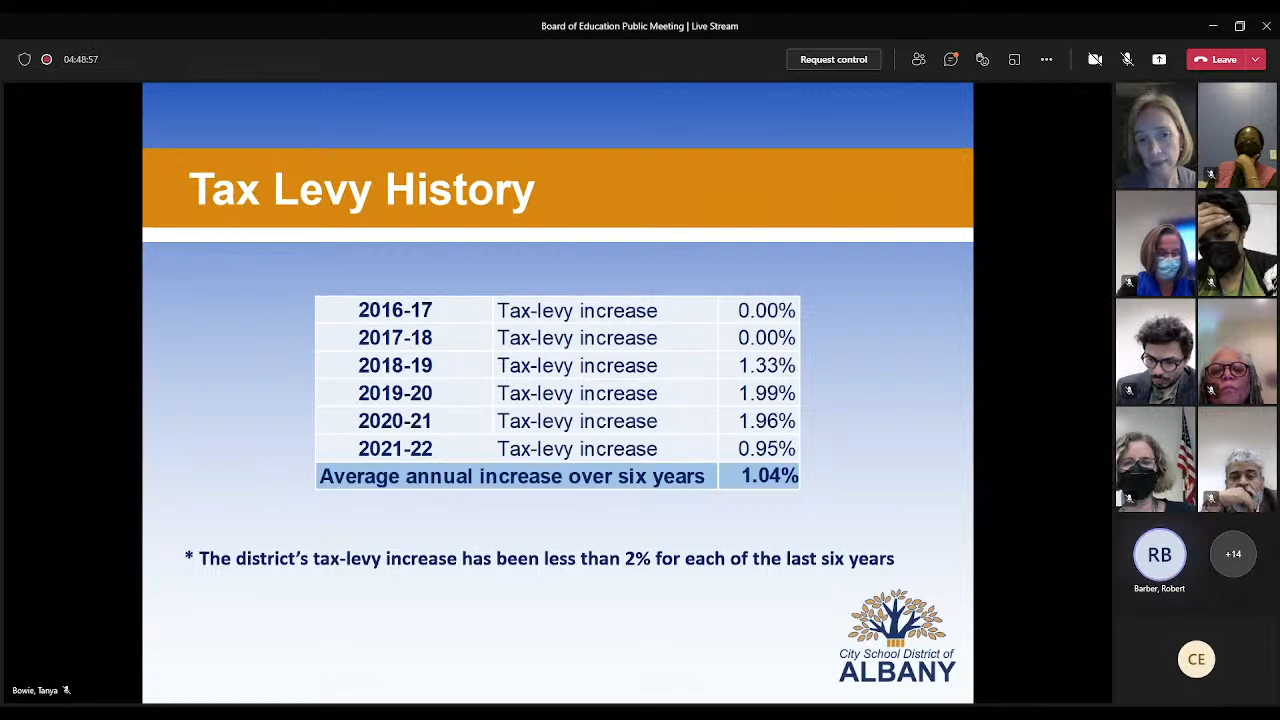 Board of Education Public Meeting | Live Stream
04:48:57
Request control
Leave
Tax Levy History
2016-17 Tax-levy increase 0.00%
2017-18 Tax-levy increase 0.00%
2018-19 Tax-levy increase 1.33%
2019-20 Tax-levy increase 1.99%
2020-21 Tax-levy increase 1.96%
2021-22 Tax-levy increase 0.95%
Average annual increase over six years 1.04%
* The district's tax-levy increase has been less than 2% for each of the last six years
City School District of
ALBANY
RB
+14
Barber, Robert
CE
Bowie, Tanya